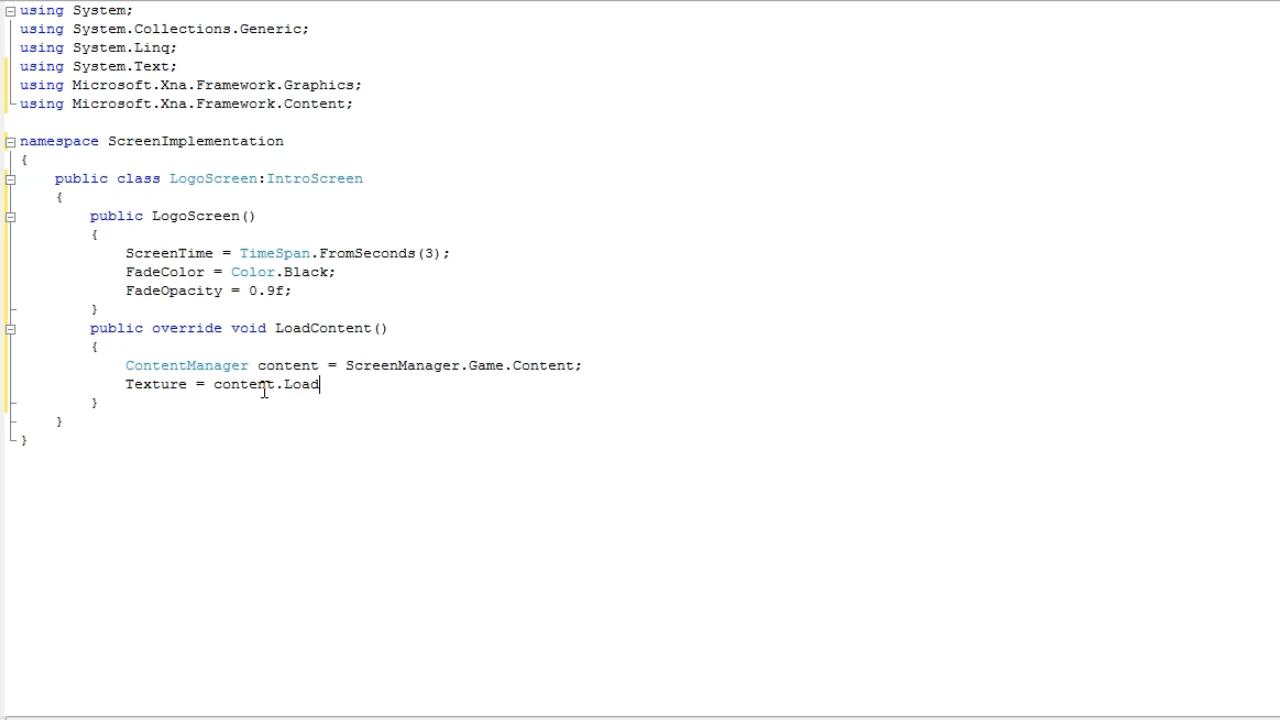 using System;
using System.Collections.Generic;
using System.Linq;
using System.Text;
using Microsoft.Xna.Framework.Graphics;
using Microsoft.Xna.Framework.Content;
namespace ScreenImplementation
{
public class LogoScreen:IntroScreen
{
public LogoScreen()
{
ScreenTime = TimeSpan.FromSeconds(3);
FadeColor = Color.Black;
FadeOpacity = 0.9f;
}
public override void LoadContent()
{
ContentManager content = ScreenManager.Game.Content;
Texture = content.Load
}
}
}